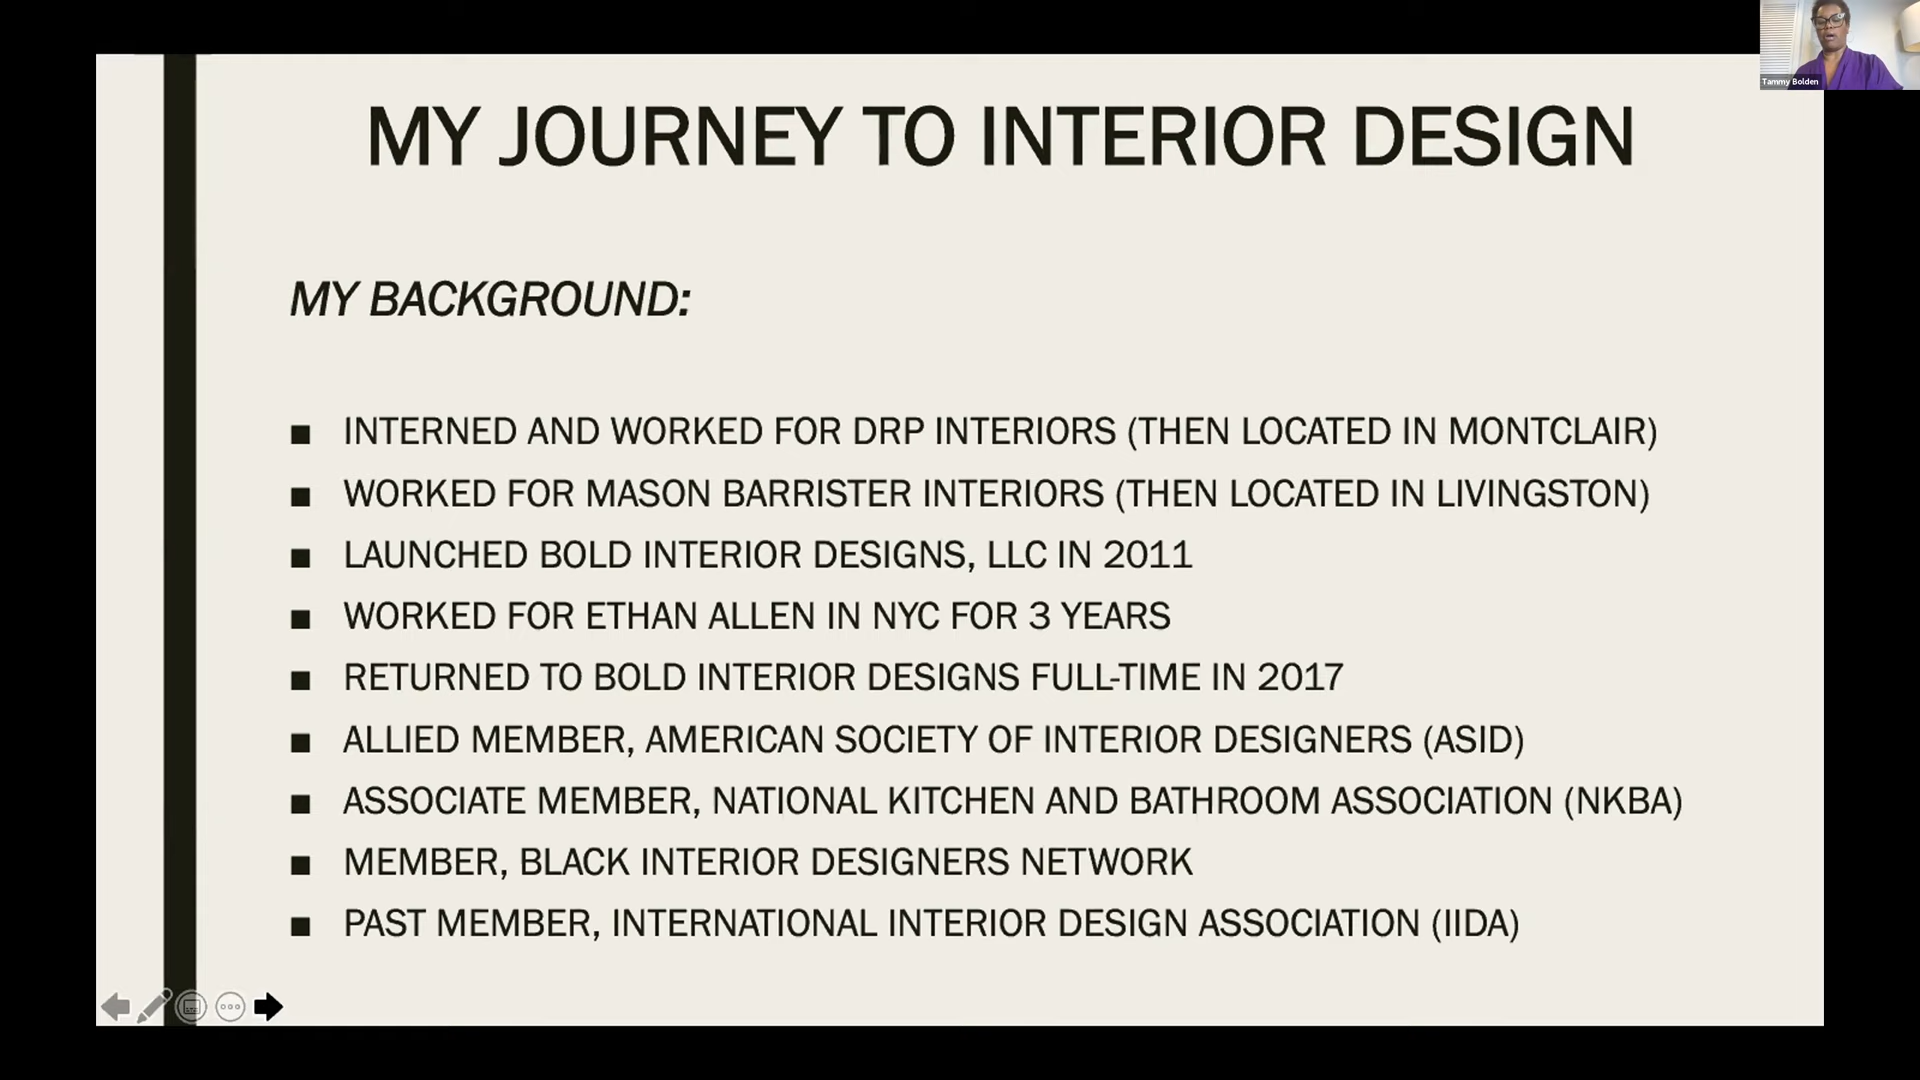 Tammy Bolden
MY JOURNEY TO INTERIOR DESIGN
MY BACKGROUND:
■ INTERNED AND WORKED FOR DRP INTERIORS (THEN LOCATED IN MONTCLAIR)
■ WORKED FOR MASON BARRISTER INTERIORS (THEN LOCATED IN LIVINGSTON)
■ LAUNCHED BOLD INTERIOR DESIGNS, LLC IN 2011
■ WORKED FOR ETHAN ALLEN IN NYC FOR 3 YEARS
■ RETURNED TO BOLD INTERIOR DESIGNS FULL-TIME IN 2017
■ ALLIED MEMBER, AMERICAN SOCIETY OF INTERIOR DESIGNERS (ASID)
■ ASSOCIATE MEMBER, NATIONAL KITCHEN AND BATHROOM ASSOCIATION (NKBA)
■ MEMBER, BLACK INTERIOR DESIGNERS NETWORK
■ PAST MEMBER, INTERNATIONAL INTERIOR DESIGN ASSOCIATION (IIDA)